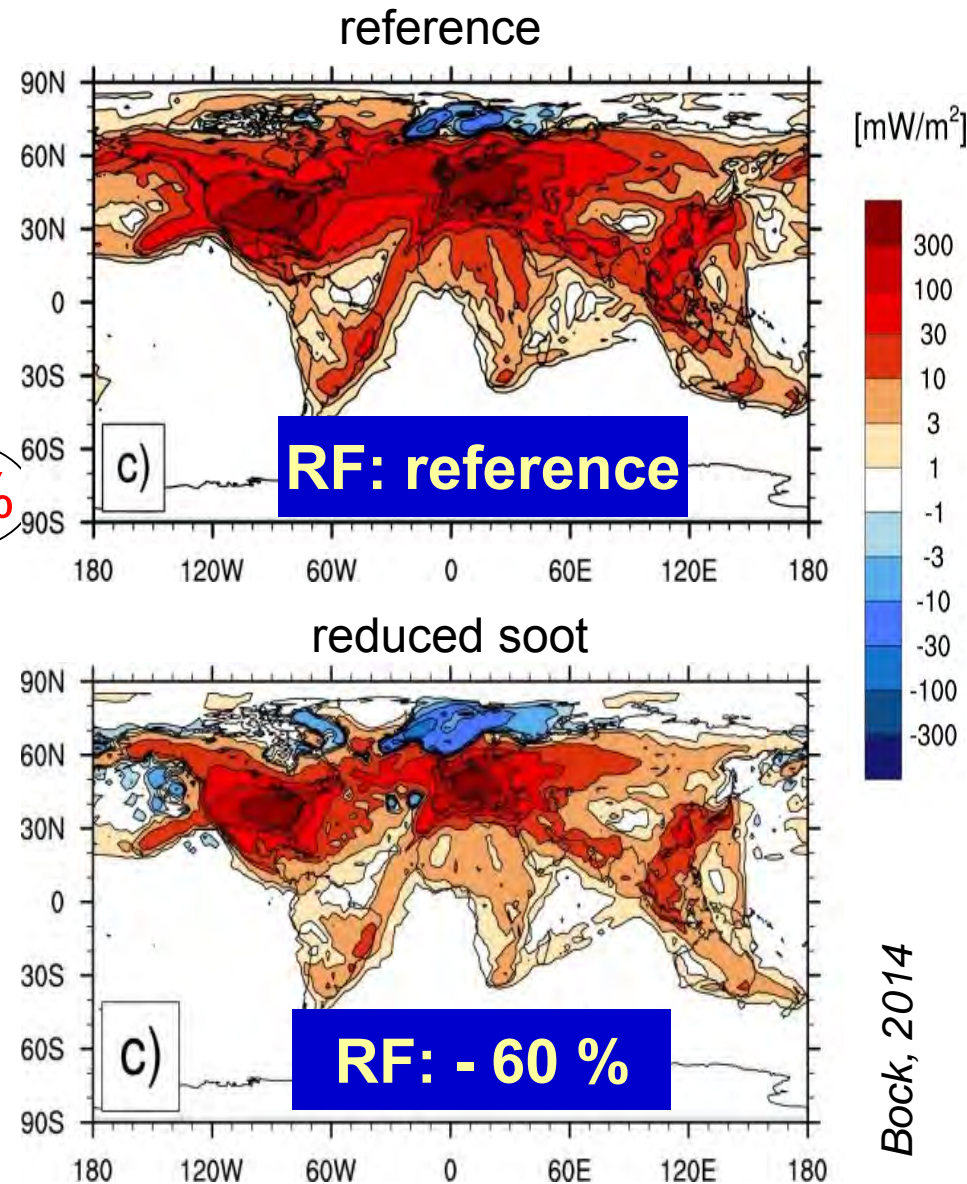 reference
90N
60N
30N
0
30S
60S
90S
c)
RF: reference
180 120W 60W 0 60E 120E 180
[mW/m²]
300
100
30
10
3
1
-1
-3
-10
-30
-100
-300
reduced soot
90N
60N
30N
0
30S
60S
90S
c)
RF: - 60 %
180 120W 60W 0 60E 120E 180
Bock, 2014